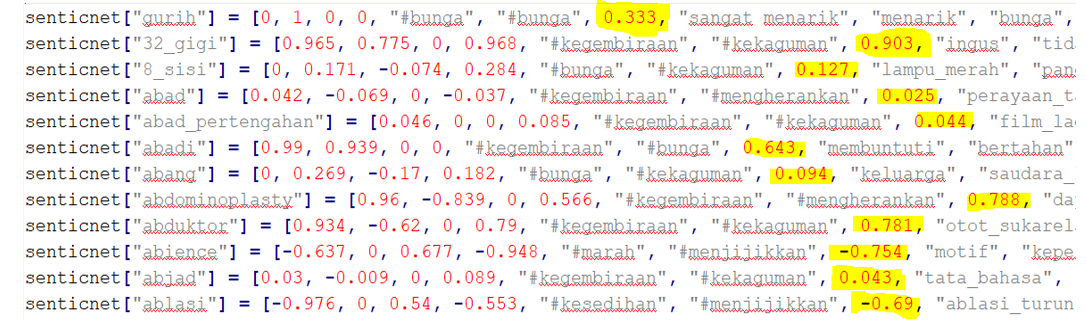 senticnet["gurih"] = [0, 1, 0, 0, "#bunga", "#bunga", 0.333, "sangat menarik", "menarik", "bunga",
senticnet["32_gigi"] = [0.965, 0.775, 0, 0.968, "#kegembiraan", "#kekaguman", 0.903, "ingus", "tid
senticnet["8_sisi"] = [0, 0.171, -0.074, 0.284, "#bunga", "#kekaguman", 0.127, "lampu_merah", "pan
senticnet["abad"] = [0.042, -0.069, 0, -0.037, "#kegembiraan", "#mengherankan", 0.025, "perayaan_t
senticnet["abad_pertengahan"] = [0.046, 0, 0, 0.085, "#kegembiraan", "#kekaguman", 0.044, "film_la
senticnet["abadi"] = [0.99, 0.939, 0, 0, "#kegembiraan", "#bunga", 0.643, "membuntuti", "bertahan"
senticnet["abang"] = [0, 0.269, -0.17, 0.182, "#bunga", "#kekaguman", 0.094, "keluarga", "saudara_
senticnet["abdominoplasty"] = [0.96, -0.839, 0, 0.566, "#kegembiraan", "#mengherankan", 0.788, "da
senticnet["abduktor"] = [0.934, -0.62, 0, 0.79, "#kegembiraan", "#kekaguman", 0.781, "otot_sukarel
senticnet["abience"] = [-0.637, 0, 0.677, -0.948, "#marah", "#menjijikkan", -0.754, "motif", "kepe
senticnet["abjad"] = [0.03, -0.009, 0, 0.089, "#kegembiraan", "#kekaguman", 0.043, "tata_bahasa",
senticnet["ablasi"] = [-0.976, 0, 0.54, -0.553, "#kesedihan", "#menjijikkan", -0.69, "ablasi_turun